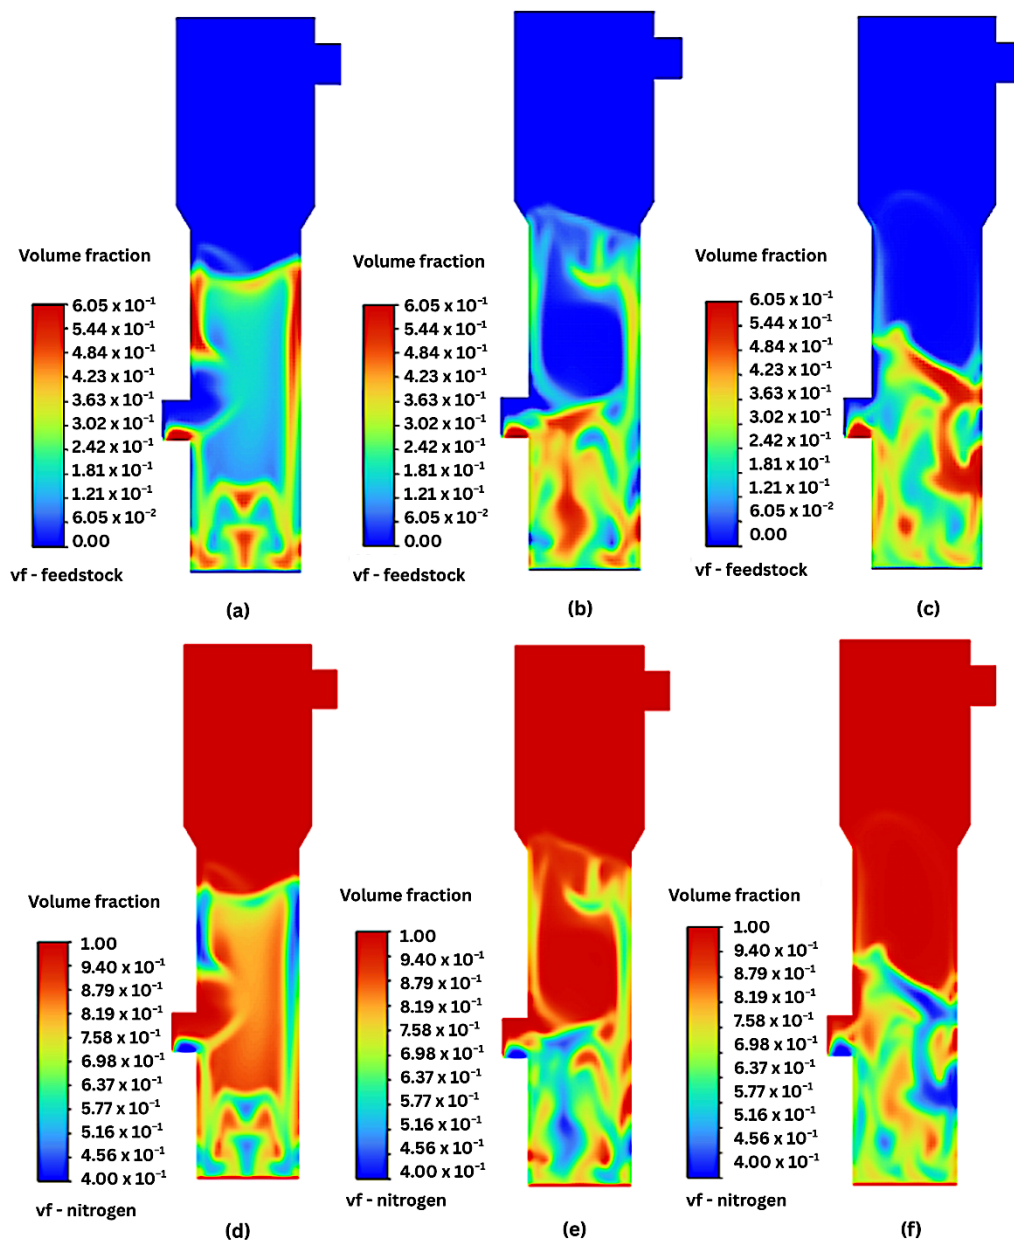 Volume fraction
6.05 x 10⁻¹
5.44 x 10⁻¹
4.84 x 10⁻¹
4.23 x 10⁻¹
3.63 x 10⁻¹
3.02 x 10⁻¹
2.42 x 10⁻¹
1.81 x 10⁻¹
1.21 x 10⁻¹
6.05 x 10⁻²
0.00
vf - feedstock
(a)
Volume fraction
6.05 x 10⁻¹
5.44 x 10⁻¹
4.84 x 10⁻¹
4.23 x 10⁻¹
3.63 x 10⁻¹
3.02 x 10⁻¹
2.42 x 10⁻¹
1.81 x 10⁻¹
1.21 x 10⁻¹
6.05 x 10⁻²
0.00
vf - feedstock
(b)
Volume fraction
6.05 x 10⁻¹
5.44 x 10⁻¹
4.84 x 10⁻¹
4.23 x 10⁻¹
3.63 x 10⁻¹
3.02 x 10⁻¹
2.42 x 10⁻¹
1.81 x 10⁻¹
1.21 x 10⁻¹
6.05 x 10⁻²
0.00
vf - feedstock
(c)
Volume fraction
1.00
9.40 x 10⁻¹
8.79 x 10⁻¹
8.19 x 10⁻¹
7.58 x 10⁻¹
6.98 x 10⁻¹
6.37 x 10⁻¹
5.77 x 10⁻¹
5.16 x 10⁻¹
4.56 x 10⁻¹
4.00 x 10⁻¹
vf - nitrogen
(d)
Volume fraction
1.00
9.40 x 10⁻¹
8.79 x 10⁻¹
8.19 x 10⁻¹
7.58 x 10⁻¹
6.98 x 10⁻¹
6.37 x 10⁻¹
5.77 x 10⁻¹
5.16 x 10⁻¹
4.56 x 10⁻¹
4.00 x 10⁻¹
vf - nitrogen
(e)
Volume fraction
1.00
9.40 x 10⁻¹
8.79 x 10⁻¹
8.19 x 10⁻¹
7.58 x 10⁻¹
6.98 x 10⁻¹
6.37 x 10⁻¹
5.77 x 10⁻¹
5.16 x 10⁻¹
4.56 x 10⁻¹
4.00 x 10⁻¹
vf - nitrogen
(f)